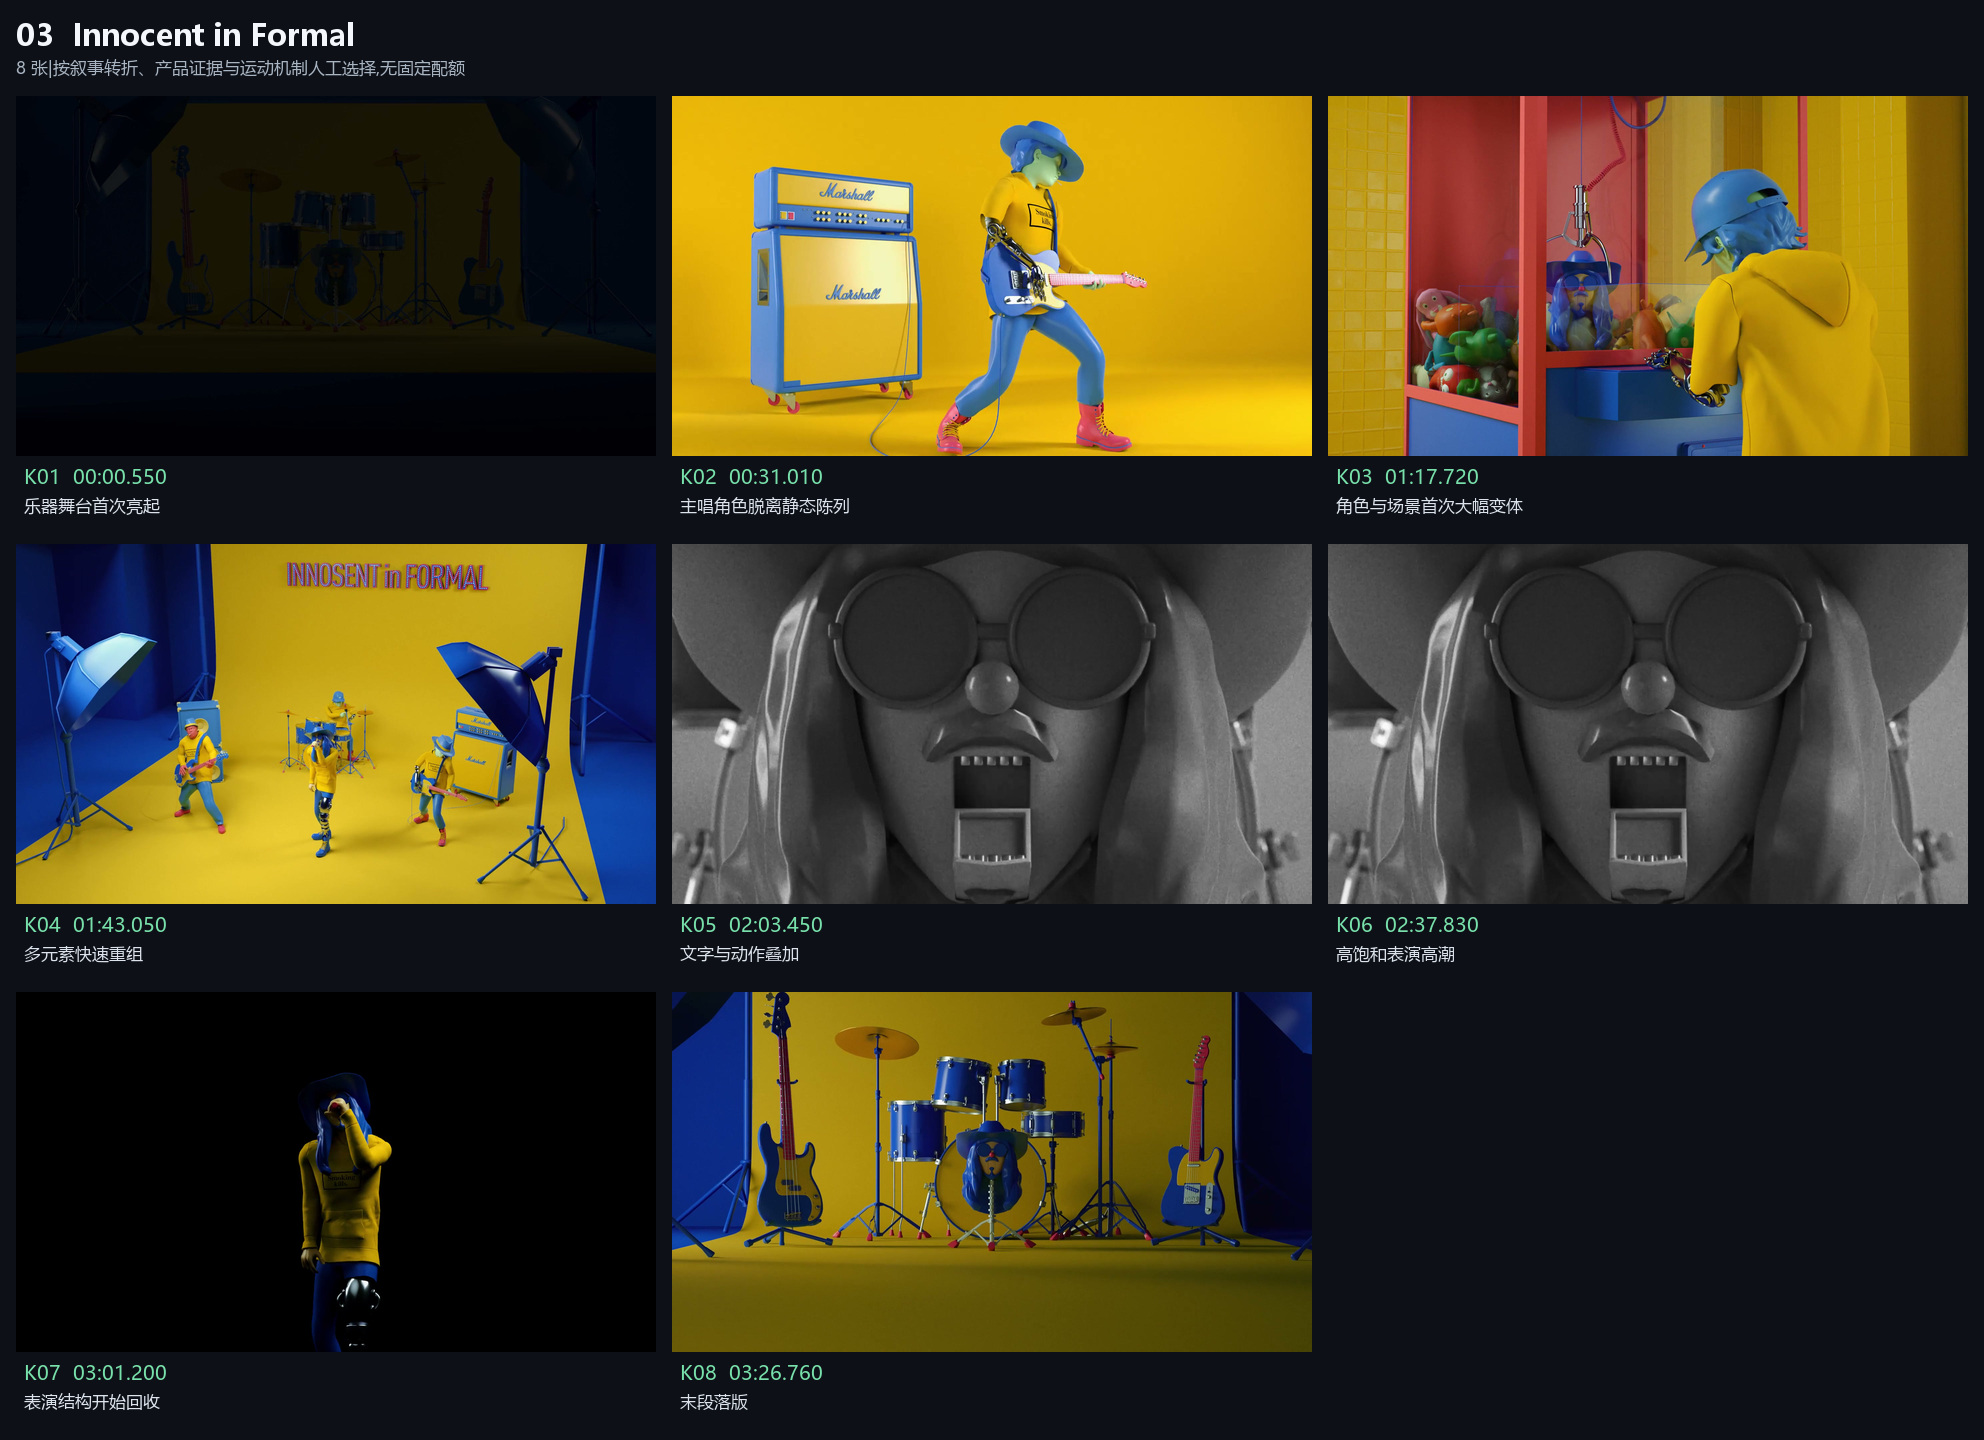 03 Innocent in Formal
8 张|按叙事转折、产品证据与运动机制人工选择,无固定配额
Marshall
Marshall
Smoking
kills
K01 00:00.550
乐器舞台首次亮起
K02 00:31.010
主唱角色脱离静态陈列
K03 01:17.720
角色与场景首次大幅变体
INNOSENT in FORMAL
Marshall
Marshall
K04 01:43.050
多元素快速重组
K05 02:03.450
文字与动作叠加
K06 02:37.830
高饱和表演高潮
Smoking
kills
K07 03:01.200
表演结构开始回收
K08 03:26.760
末段落版